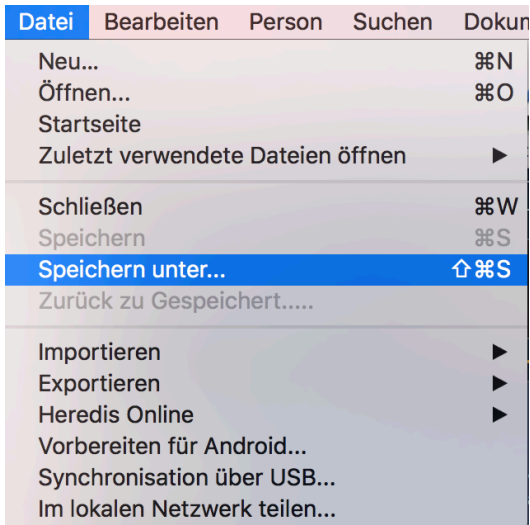 Datei Bearbeiten Person Suchen
Neu... ⌘N
Öffnen... ⌘O
Startseite
Zuletzt verwendete Dateien öffnen ▶
Schließen ⌘W
Speichern ⌘S
Speichern unter... ⇧⌘S
Zurück zu Gespeichert.....
Importieren ▶
Exportieren ▶
Heredis Online ▶
Vorbereiten für Android...
Synchronisation über USB...
Im lokalen Netzwerk teilen...